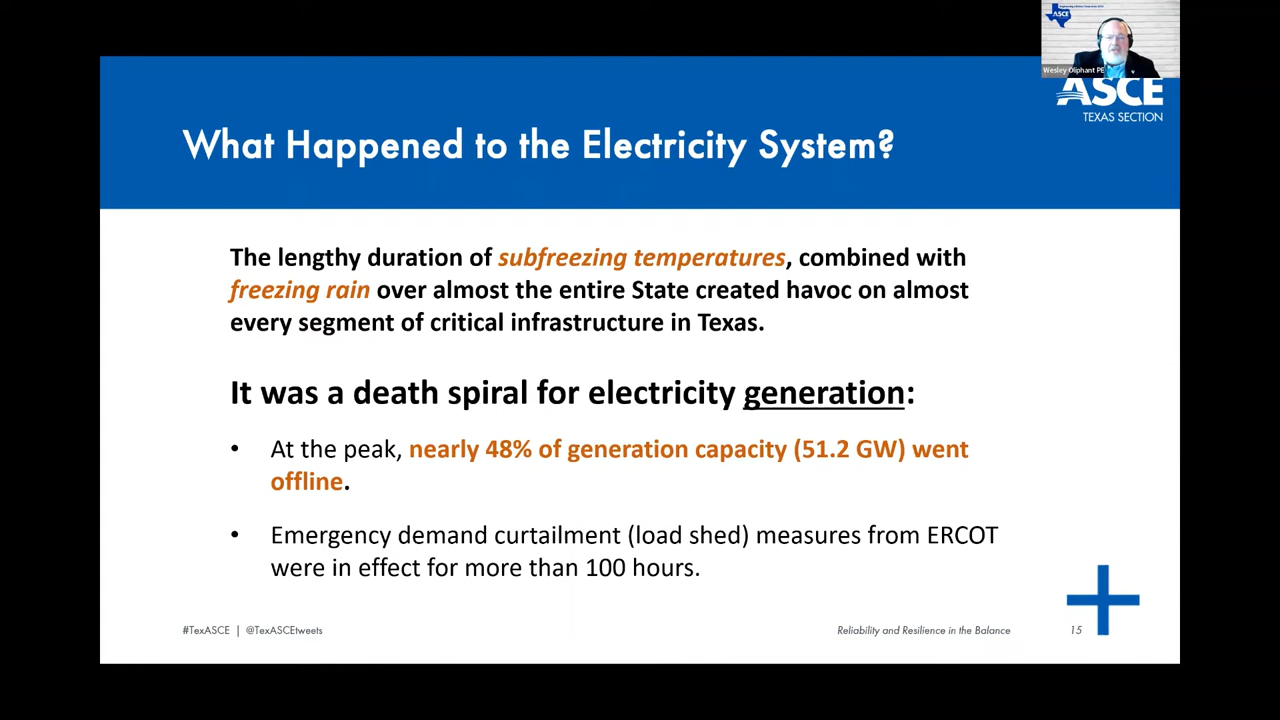 ASCE
Wesley Oliphant PE
ASCE
TEXAS SECTION
What Happened to the Electricity System?
The lengthy duration of subfreezing temperatures, combined with
freezing rain over almost the entire State created havoc on almost
every segment of critical infrastructure in Texas.
It was a death spiral for electricity generation:
• At the peak, nearly 48% of generation capacity (51.2 GW) went
offline.
• Emergency demand curtailment (load shed) measures from ERCOT
were in effect for more than 100 hours.
#TexASCE | @TexASCEtweets
Reliability and Resilience in the Balance
15